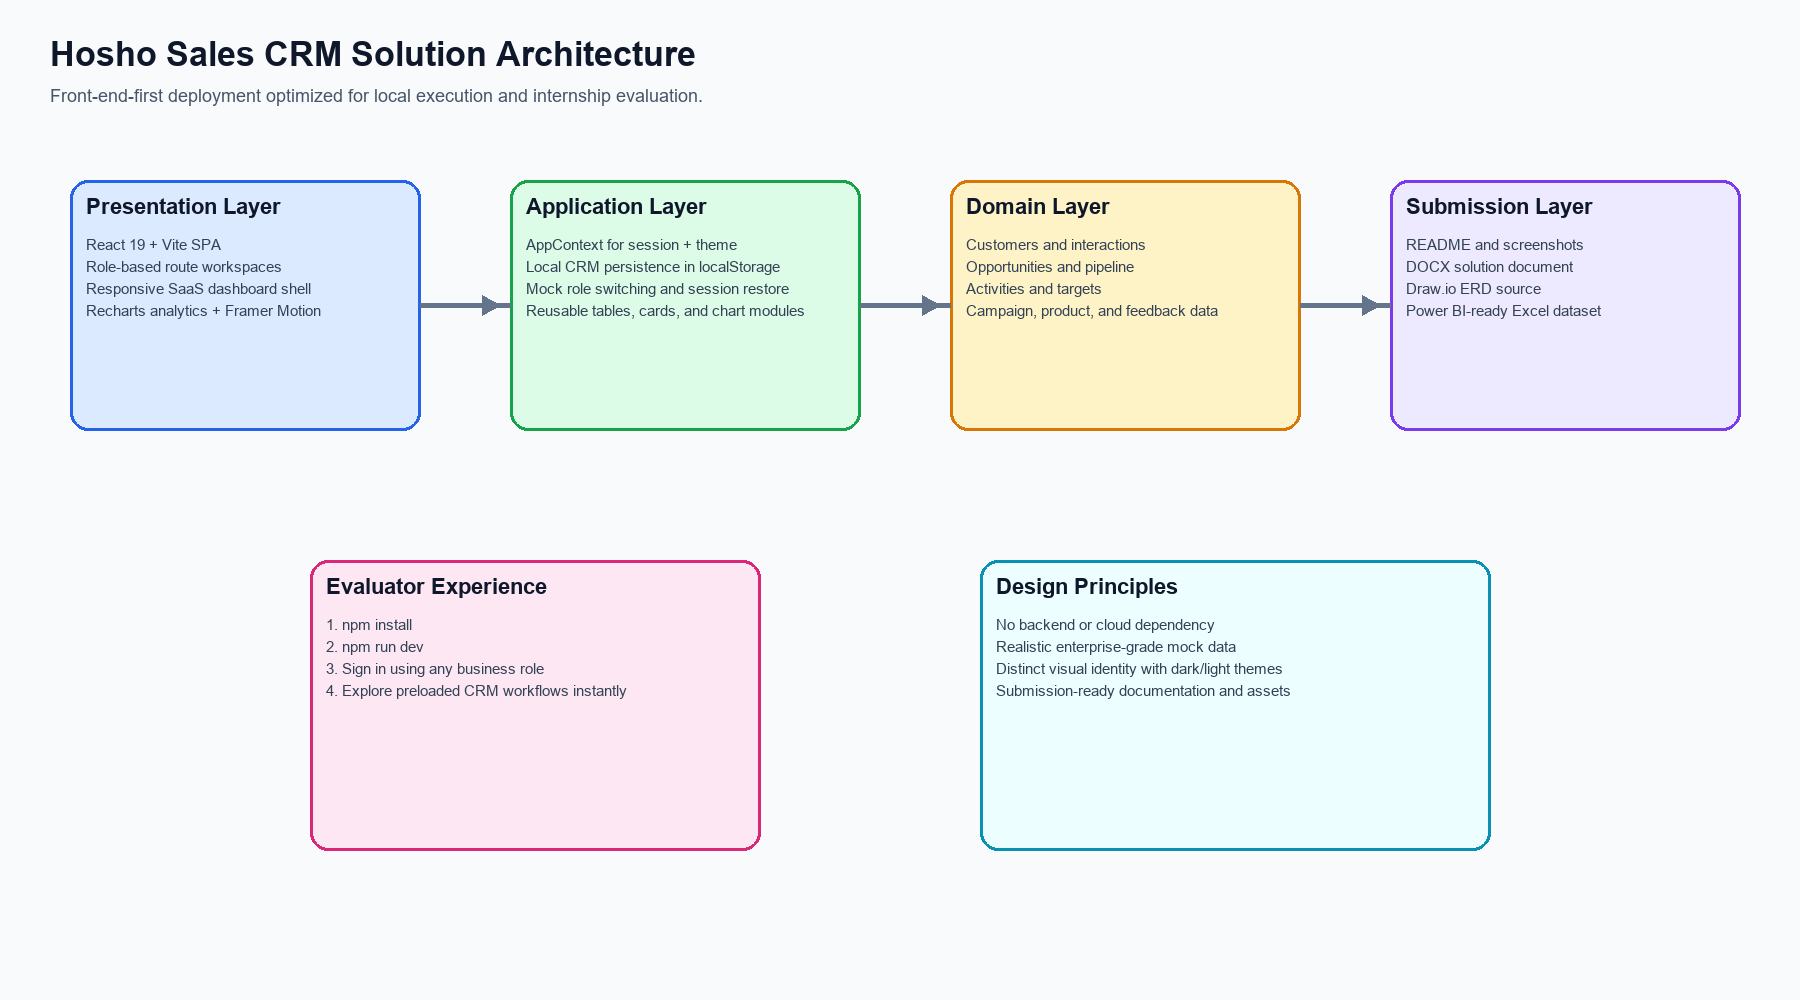 Hosho Sales CRM Solution Architecture
Front-end-first deployment optimized for local execution and internship evaluation.
Presentation Layer
React 19 + Vite SPA
Role-based route workspaces
Responsive SaaS dashboard shell
Recharts analytics + Framer Motion
Application Layer
AppContext for session + theme
Local CRM persistence in localStorage
Mock role switching and session restore
Reusable tables, cards, and chart modules
Domain Layer
Customers and interactions
Opportunities and pipeline
Activities and targets
Campaign, product, and feedback data
Submission Layer
README and screenshots
DOCX solution document
Draw.io ERD source
Power BI-ready Excel dataset
Evaluator Experience
1. npm install
2. npm run dev
3. Sign in using any business role
4. Explore preloaded CRM workflows instantly
Design Principles
No backend or cloud dependency
Realistic enterprise-grade mock data
Distinct visual identity with dark/light themes
Submission-ready documentation and assets